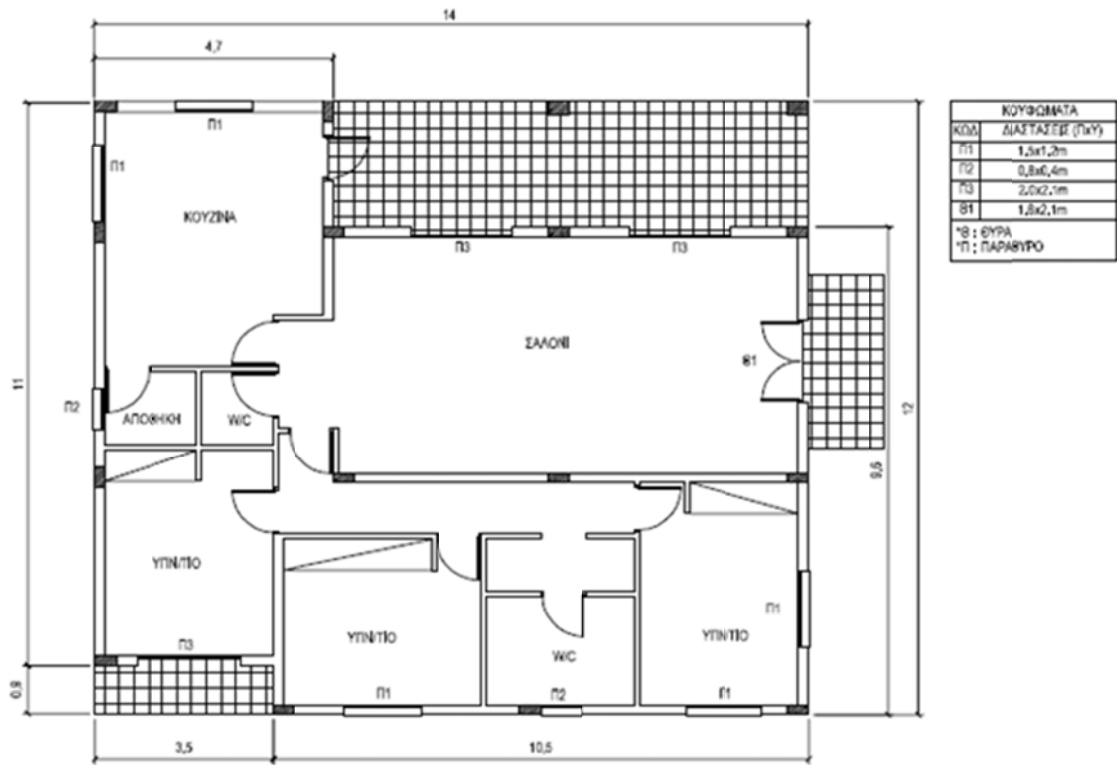 14
4,7
Π1
Π1
ΚΟΥΖΙΝΑ
Π3
Π3
ΣΑΛΟΝΙ
Θ1
11
12
9,6
Π2
ΑΠΟΘΗΚΗ
W/C
ΥΠΝ/ΤΙΟ
Π3
ΥΠΝ/ΤΙΟ
Π1
W/C
Π2
ΥΠΝ/ΤΙΟ
Π1
Π1
0,9
3,5
10,5
ΚΟΥΦΩΜΑΤΑ
ΚΩΔ ΔΙΑΣΤΑΣΕΙΣ (ΠxΥ)
Π1 1,5x1,2m
Π2 0,8x0,4m
Π3 2,0x2,1m
Θ1 1,6x2,1m
*Θ : ΘΥΡΑ
*Π : ΠΑΡΑΘΥΡΟ